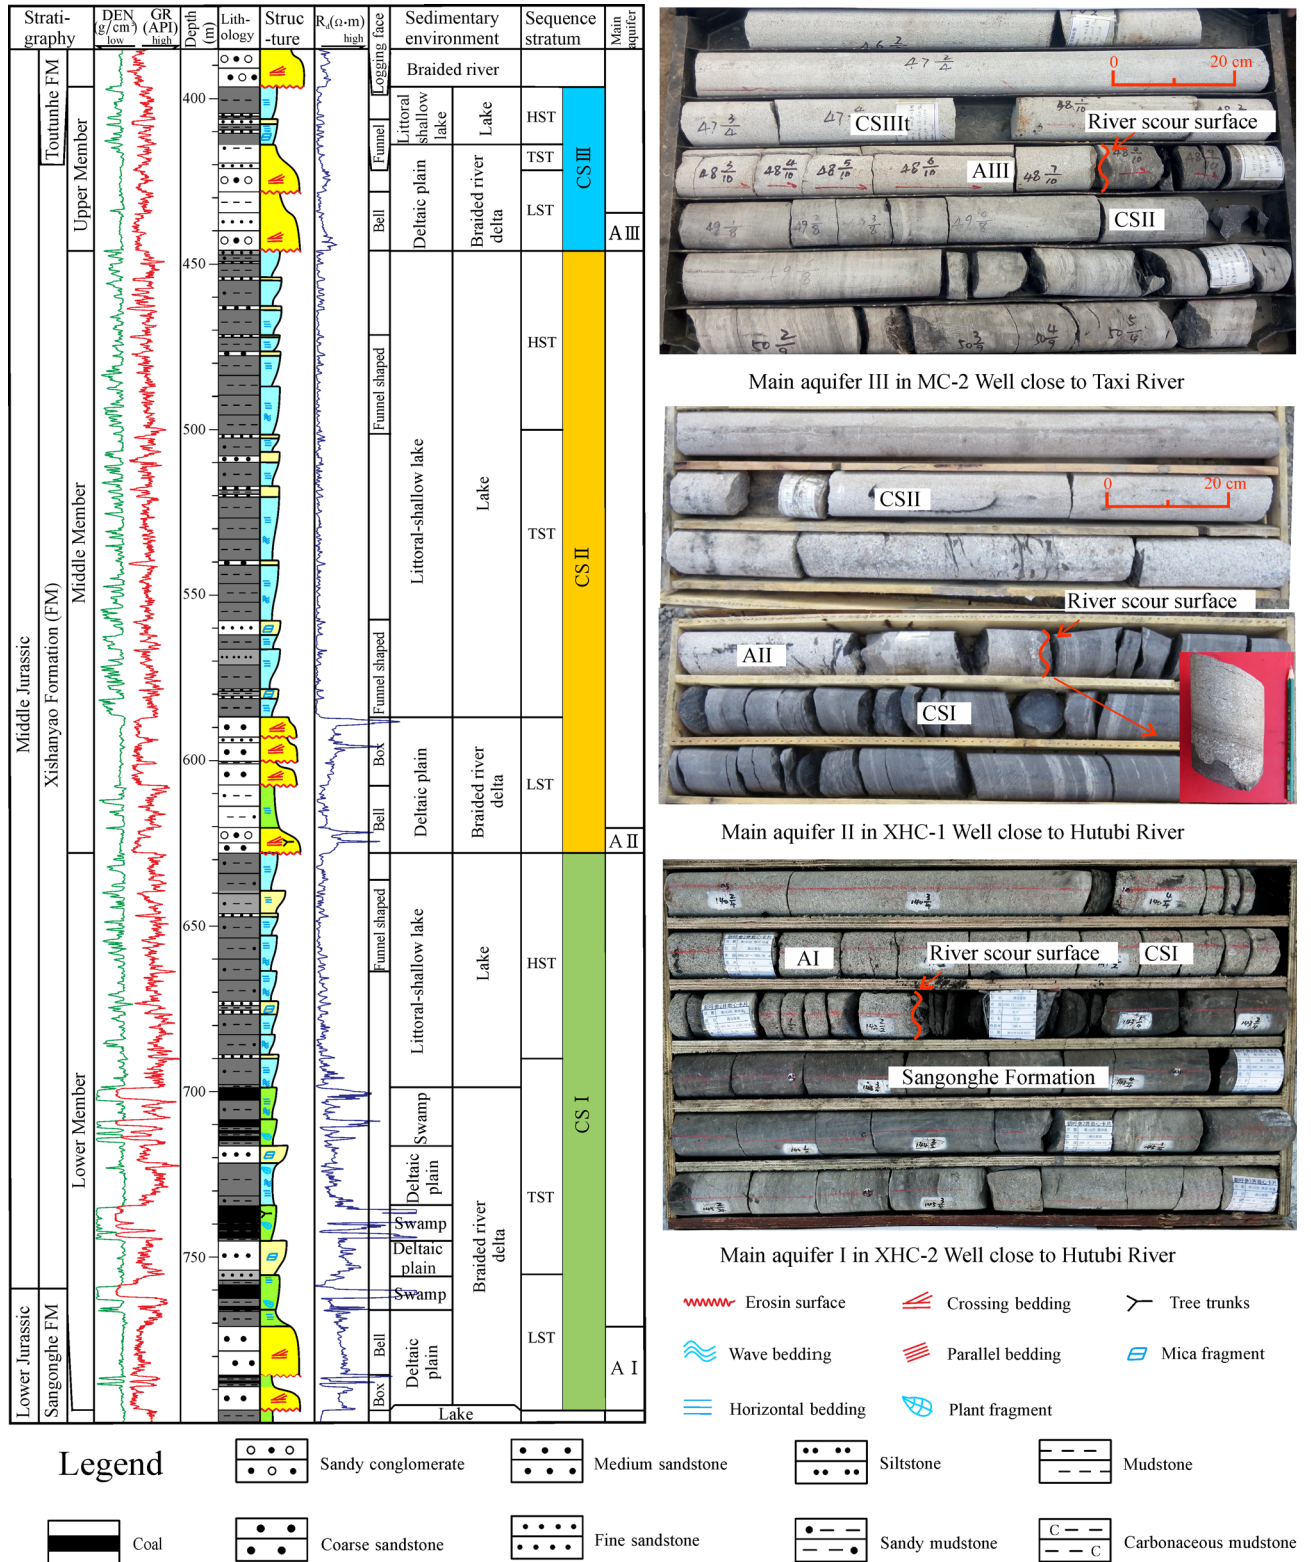 Strati-
graphy
DEN
(g/cm³)
low
GR
(API)
high
Depth
(m)
Lith-
ology
Struc
-ture
Rd(Ω·m)
high
Logging face
Sedimentary
environment
Sequence
stratum
Main
aquifer
Toutunhe FM
Upper Member
Middle Member
Lower Member
Middle Jurassic
Xishanyao Formation (FM)
Lower Jurassic
Sangonghe FM
400
450
500
550
600
650
700
750
Funnel
Bell
Funnel shaped
Funnel shaped
Box
Bell
Funnel shaped
Bell
Box
Braided river
Littoral
shallow
lake
Lake
Deltaic plain
Braided river
delta
Littoral-shallow lake
Lake
Deltaic plain
Braided river
delta
Littoral-shallow lake
Lake
Swamp
Deltaic
plain
Swamp
Deltaic
plain
Swamp
Deltaic
plain
Braided river
delta
Lake
HST
TST
LST
HST
TST
LST
HST
TST
LST
CS III
CS II
CS I
A III
A II
A I
0 20 cm
CSIIIt
River scour surface
AIII
CSII
Main aquifer III in MC-2 Well close to Taxi River
0 20 cm
CSII
River scour surface
AII
CSI
Main aquifer II in XHC-1 Well close to Hutubi River
AI
River scour surface
CSI
Sangonghe Formation
Main aquifer I in XHC-2 Well close to Hutubi River
Erosin surface
Crossing bedding
Tree trunks
Wave bedding
Parallel bedding
Mica fragment
Horizontal bedding
Plant fragment
Legend
Sandy conglomerate
Medium sandstone
Siltstone
Mudstone
Coal
Coarse sandstone
Fine sandstone
Sandy mudstone
C
C
Carbonaceous mudstone